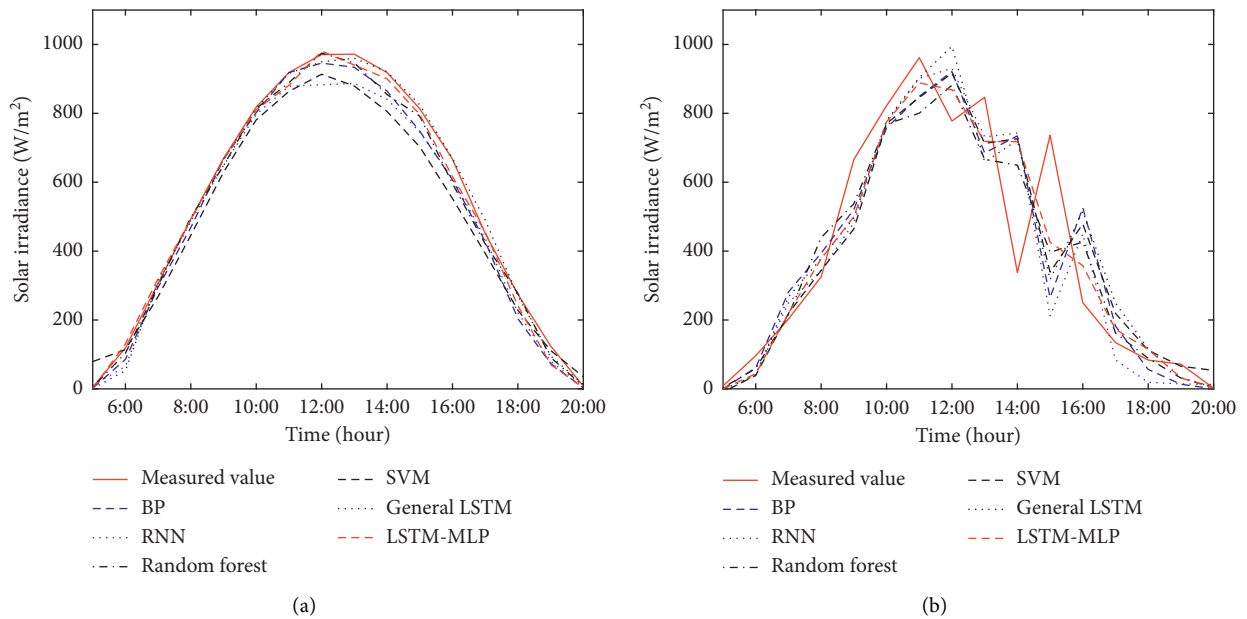 Solar irradiance (W/m²)
1000
800
600
400
200
0
6:00 8:00 10:00 12:00 14:00 16:00 18:00 20:00
Time (hour)
Measured value
BP
RNN
Random forest
SVM
General LSTM
LSTM-MLP
(a)
Solar irradiance (W/m²)
1000
800
600
400
200
0
6:00 8:00 10:00 12:00 14:00 16:00 18:00 20:00
Time (hour)
Measured value
BP
RNN
Random forest
SVM
General LSTM
LSTM-MLP
(b)